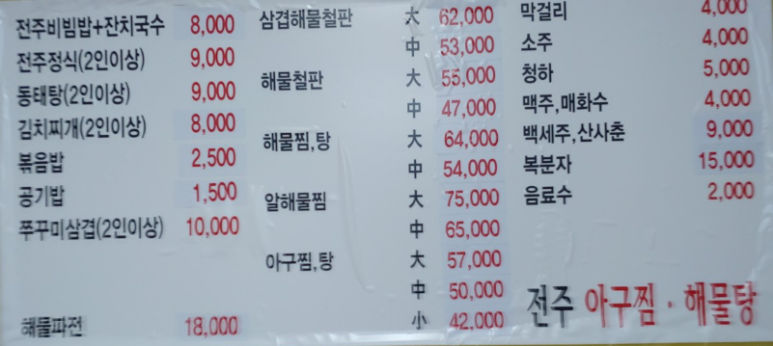 전주비빔밥+잔치국수 8,000
전주정식(2인이상) 9,000
동태탕(2인이상) 9,000
김치찌개(2인이상) 8,000
볶음밥 2,500
공기밥 1,500
쭈꾸미삼겹(2인이상) 10,000
해물파전 18,000
삼겹해물철판 大 62,000
中 53,000
해물철판 大 55,000
中 47,000
해물찜,탕 大 64,000
中 54,000
알해물찜 大 75,000
中 65,000
아구찜,탕 大 57,000
中 50,000
小 42,000
막걸리 4,000
소주 4,000
청하 5,000
맥주,매화수 4,000
백세주,산사춘 9,000
복분자 15,000
음료수 2,000
전주 아구찜·해물탕